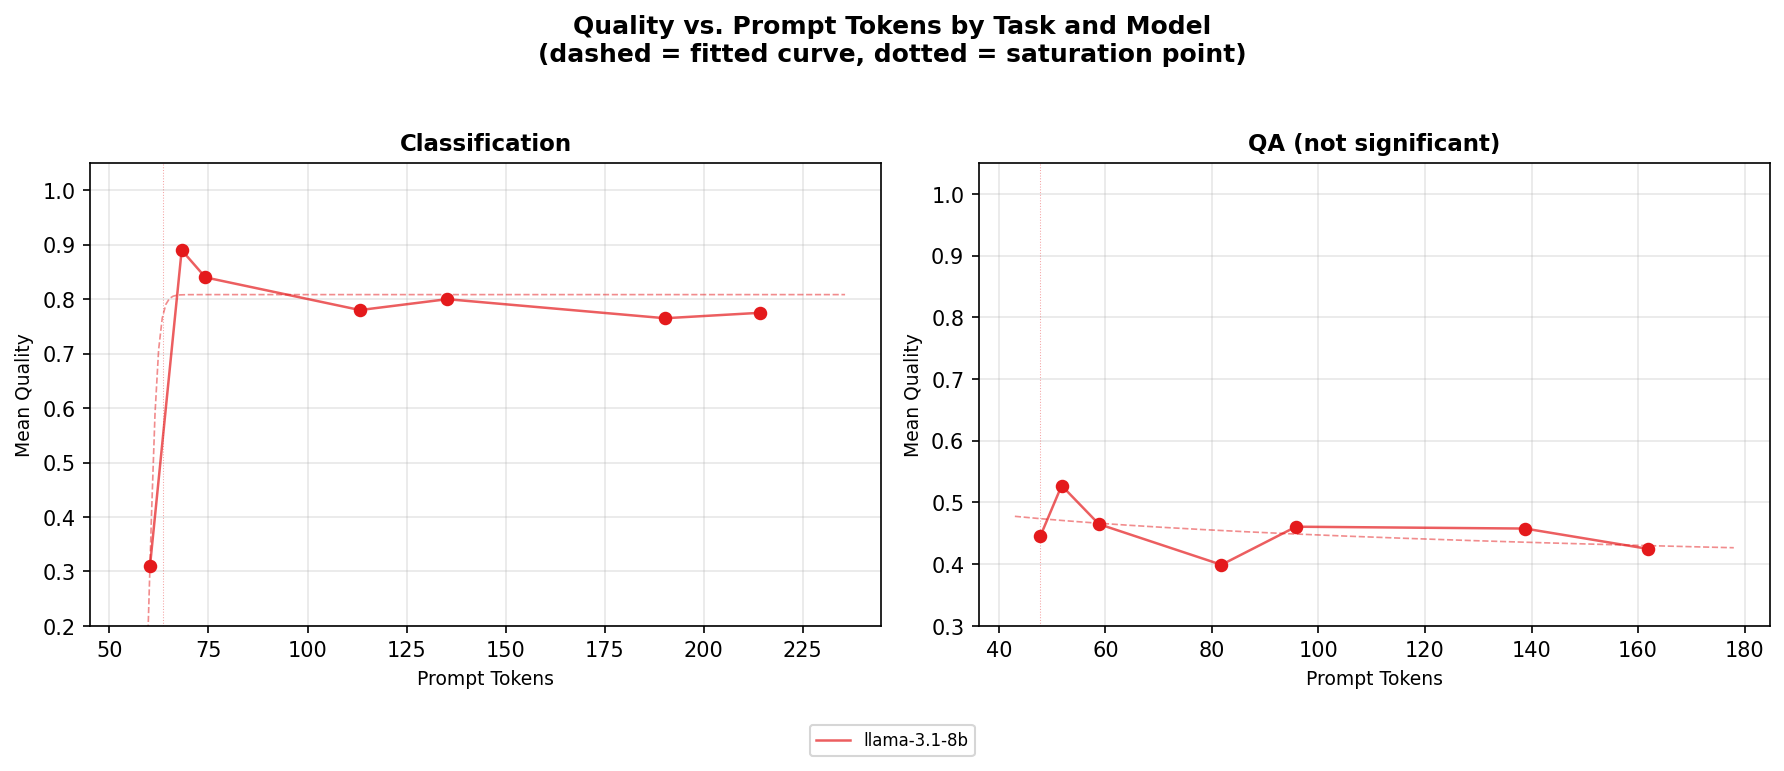 Quality vs. Prompt Tokens by Task and Model
(dashed = fitted curve, dotted = saturation point)
Classification
1.0
0.9
0.8
0.7
0.6
0.5
0.4
0.3
0.2
Mean Quality
50 75 100 125 150 175 200 225
Prompt Tokens
QA (not significant)
1.0
0.9
0.8
0.7
0.6
0.5
0.4
0.3
Mean Quality
40 60 80 100 120 140 160 180
Prompt Tokens
llama-3.1-8b